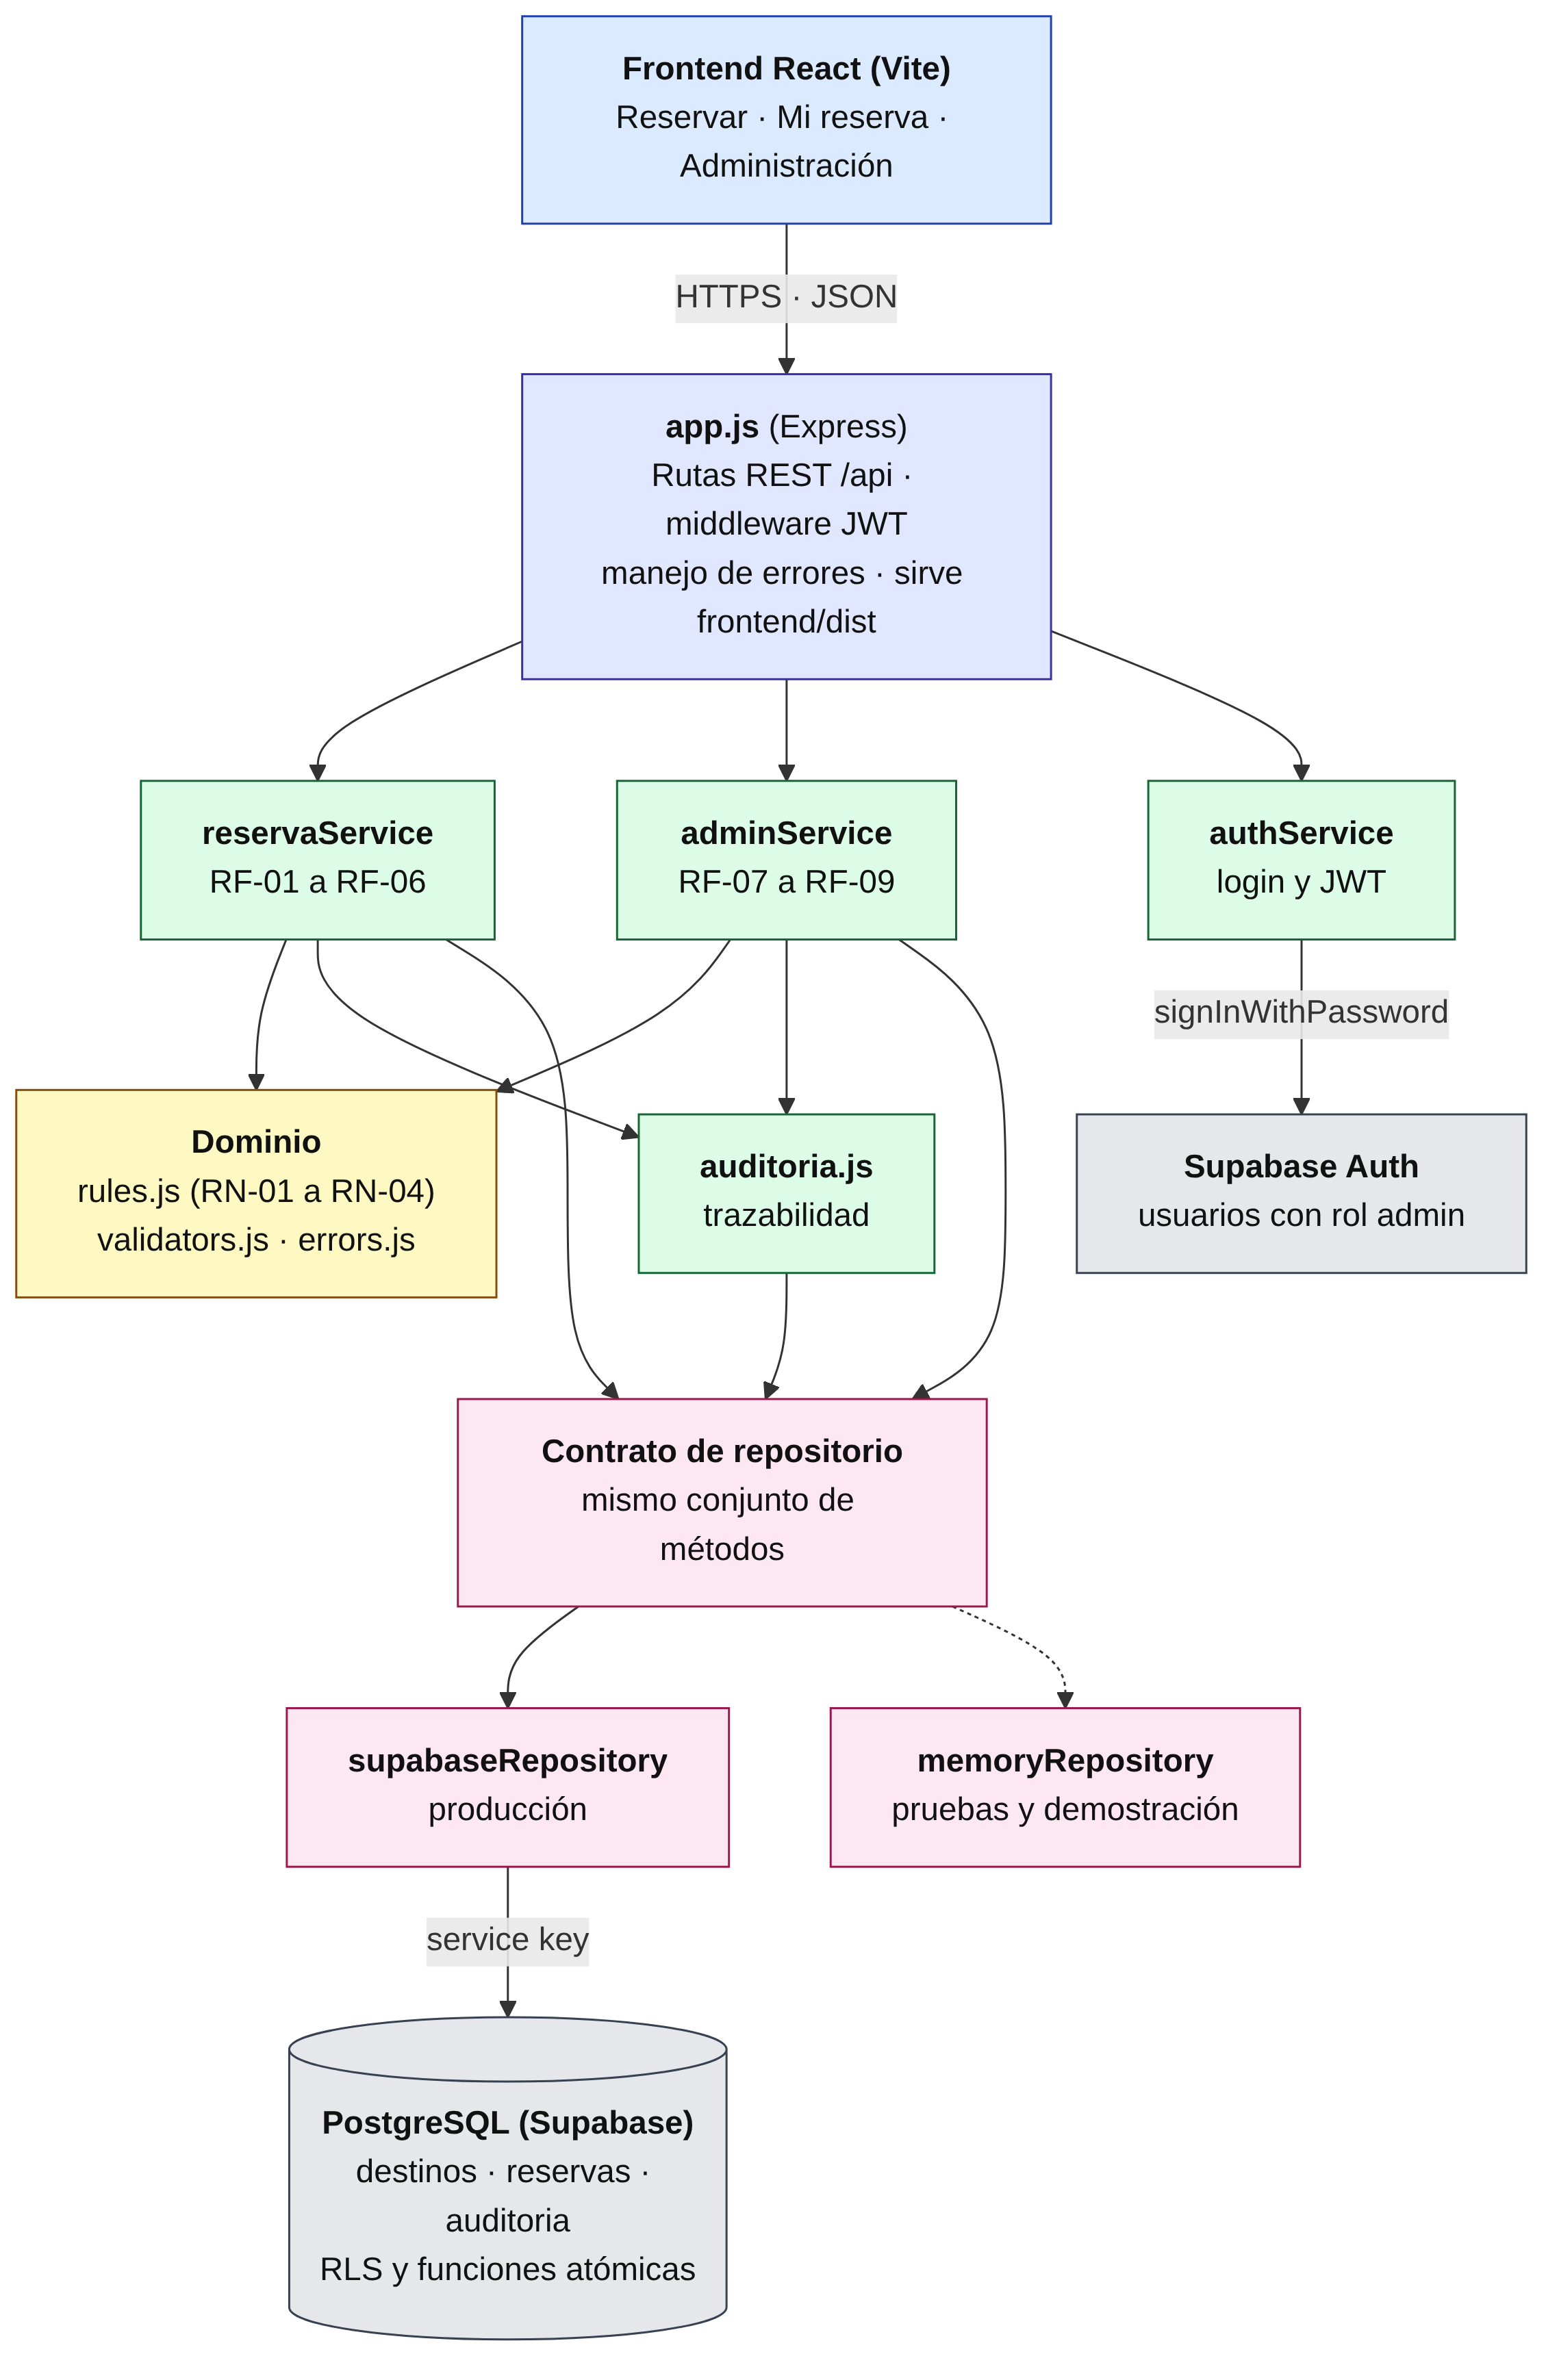 Frontend React (Vite)
Reservar · Mi reserva ·
Administración
HTTPS · JSON
app.js (Express)
Rutas REST /api ·
middleware JWT
manejo de errores · sirve
frontend/dist
reservaService
RF-01 a RF-06
adminService
RF-07 a RF-09
authService
login y JWT
signInWithPassword
Dominio
rules.js (RN-01 a RN-04)
validators.js · errors.js
auditoria.js
trazabilidad
Supabase Auth
usuarios con rol admin
Contrato de repositorio
mismo conjunto de
métodos
supabaseRepository
producción
memoryRepository
pruebas y demostración
service key
PostgreSQL (Supabase)
destinos · reservas ·
auditoria
RLS y funciones atómicas